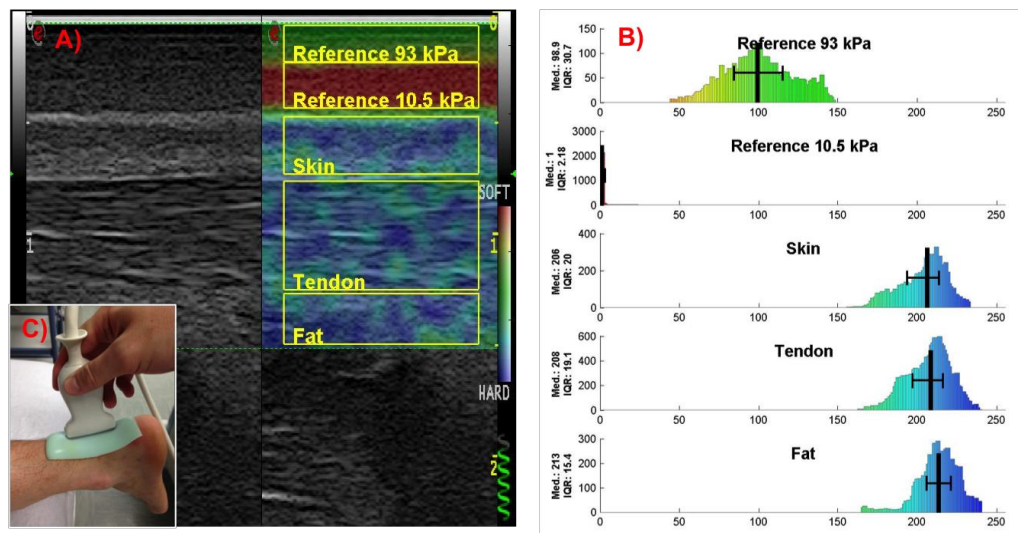 A)
Reference 93 kPa
Reference 10.5 kPa
Skin
SOFT
1
1
Tendon
Fat
HARD
2
C)
B)
Reference 93 kPa
Med.: 98.9
IQR: 30.7
150
100
50
0
0 50 100 150 200 250
Reference 10.5 kPa
Med.: 1
IQR: 2.18
3000
2000
1000
0
0 50 100 150 200 250
Skin
Med.: 206
IQR: 20
400
200
0
0 50 100 150 200 250
Tendon
Med.: 208
IQR: 19.1
600
400
200
0
0 50 100 150 200 250
Fat
Med.: 213
IQR: 15.4
400
200
0
0 50 100 150 200 250